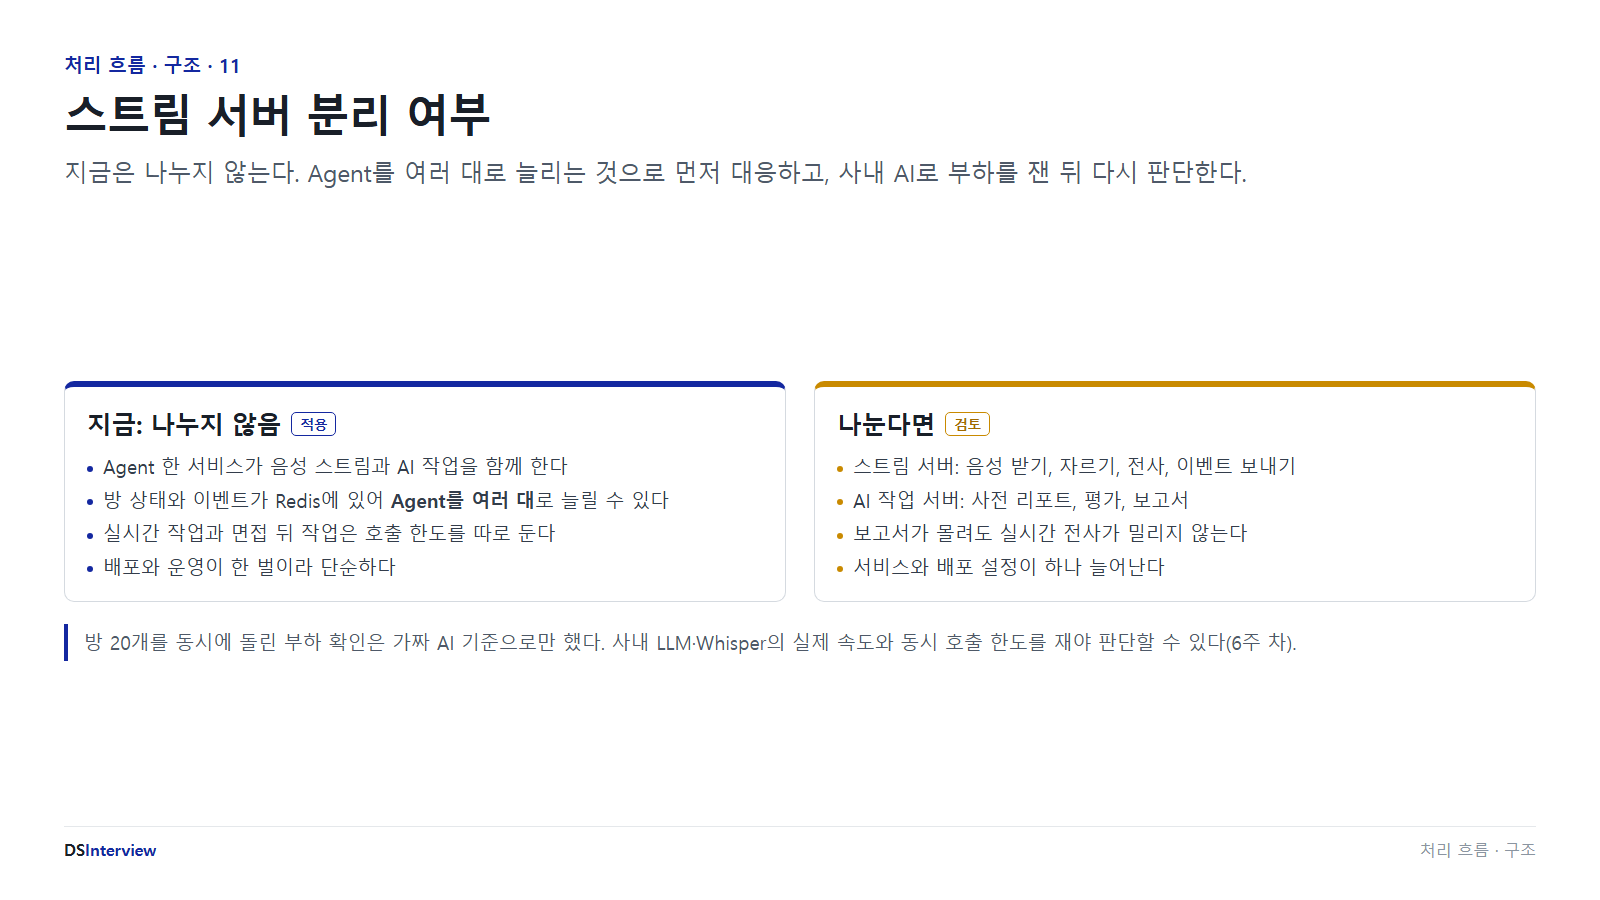 처리 흐름 · 구조 · 11
스트림 서버 분리 여부
지금은 나누지 않는다. Agent를 여러 대로 늘리는 것으로 먼저 대응하고, 사내 AI로 부하를 잰 뒤 다시 판단한다.
지금: 나누지 않음 적용
Agent 한 서비스가 음성 스트림과 AI 작업을 함께 한다
방 상태와 이벤트가 Redis에 있어 Agent를 여러 대로 늘릴 수 있다
실시간 작업과 면접 뒤 작업은 호출 한도를 따로 둔다
배포와 운영이 한 벌이라 단순하다
나눈다면 검토
스트림 서버: 음성 받기, 자르기, 전사, 이벤트 보내기
AI 작업 서버: 사전 리포트, 평가, 보고서
보고서가 몰려도 실시간 전사가 밀리지 않는다
서비스와 배포 설정이 하나 늘어난다
방 20개를 동시에 돌린 부하 확인은 가짜 AI 기준으로만 했다. 사내 LLM·Whisper의 실제 속도와 동시 호출 한도를 재야 판단할 수 있다(6주 차).
DSInterview
처리 흐름 · 구조